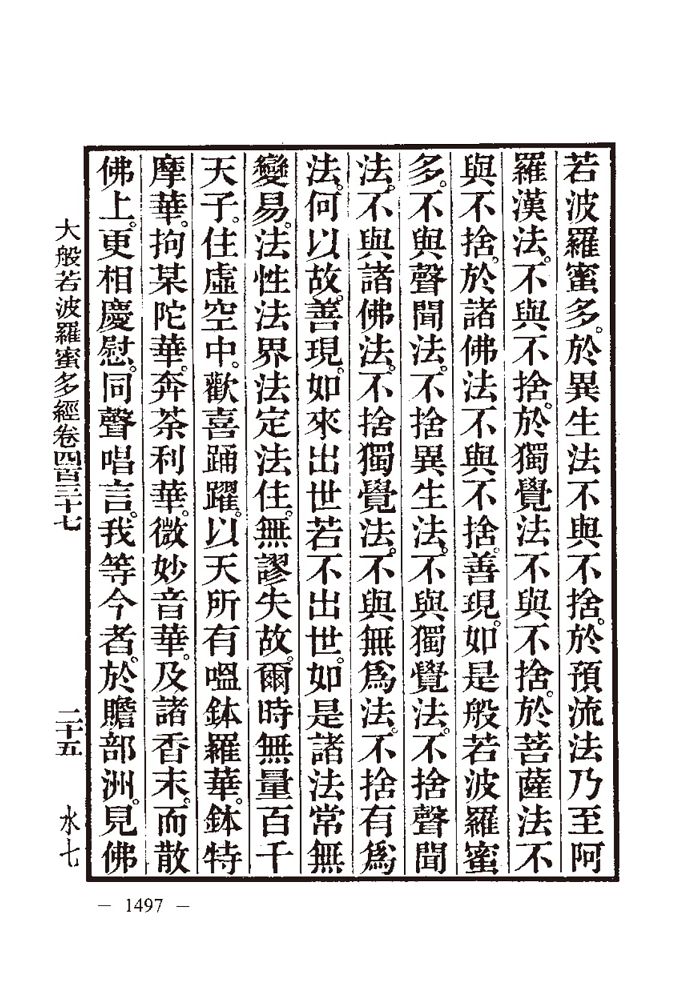 若波羅蜜多。於異生法不與不捨。於預流法乃至阿
羅漢法。不與不捨。於獨覺法不與不捨。於菩薩法不
與不捨。於諸佛法不與不捨。善現。如是般若波羅蜜
多。不與聲聞法。不捨異生法。不與獨覺法。不捨聲聞
法。不與諸佛法。不捨獨覺法。不與無爲法。不捨有爲
法。何以故。善現。如來出世若不出世。如是諸法常無
變易。法性法界法定法住。無謬失故。爾時無量百千
天子。住虛空中。歡喜踊躍。以天所有嗢鉢羅華。鉢特
摩華。拘某陀華。奔茶利華。微妙音華。及諸香末。而散
佛上。更相慶慰。同聲唱言。我等今者。於贍部洲。見佛
大般若波羅蜜多經卷四百三十七
二十五
水七
— 1497 —